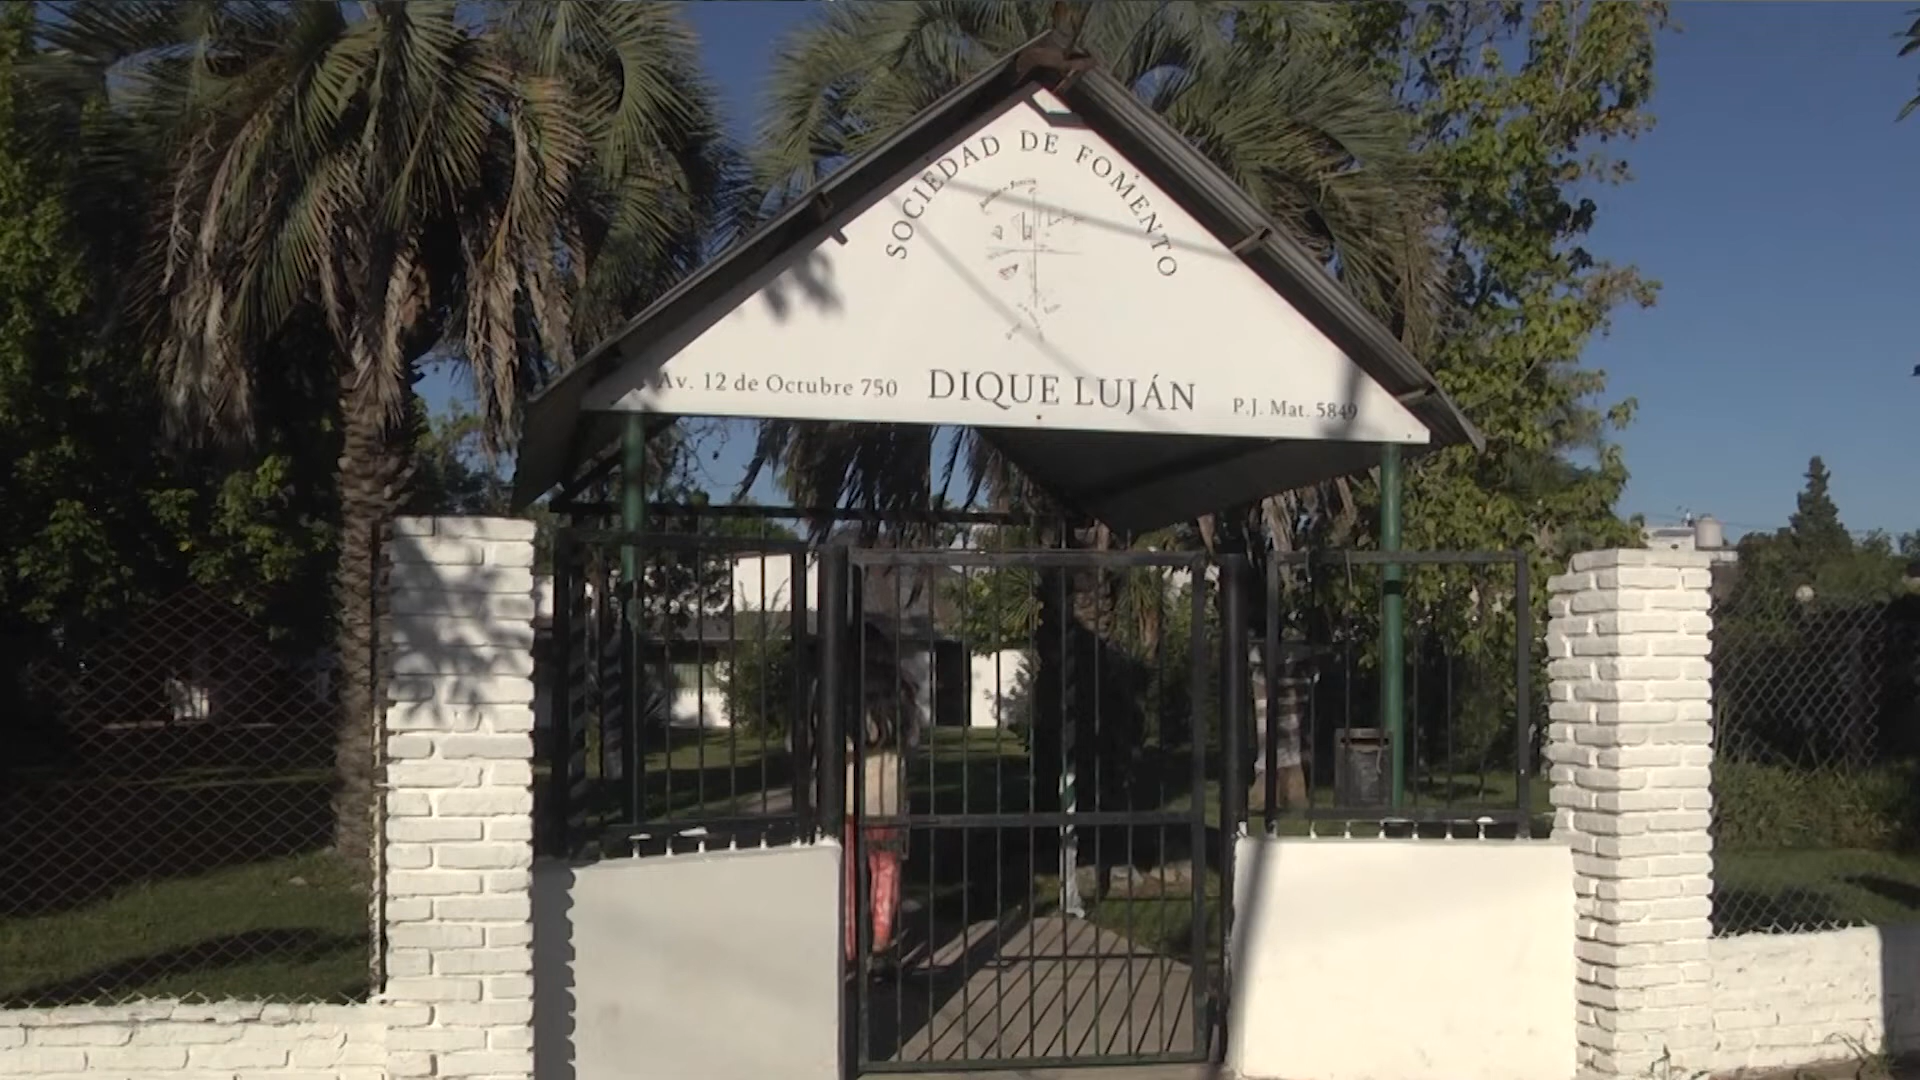 SOCIEDAD DE FOMENTO
Av. 12 de Octubre 750
DIQUE LUJÁN
P.J. Mat. 5849